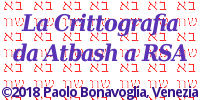 La Crittografia
da Atbash a RSA
©2018 Paolo Bonavoglia, Venezia